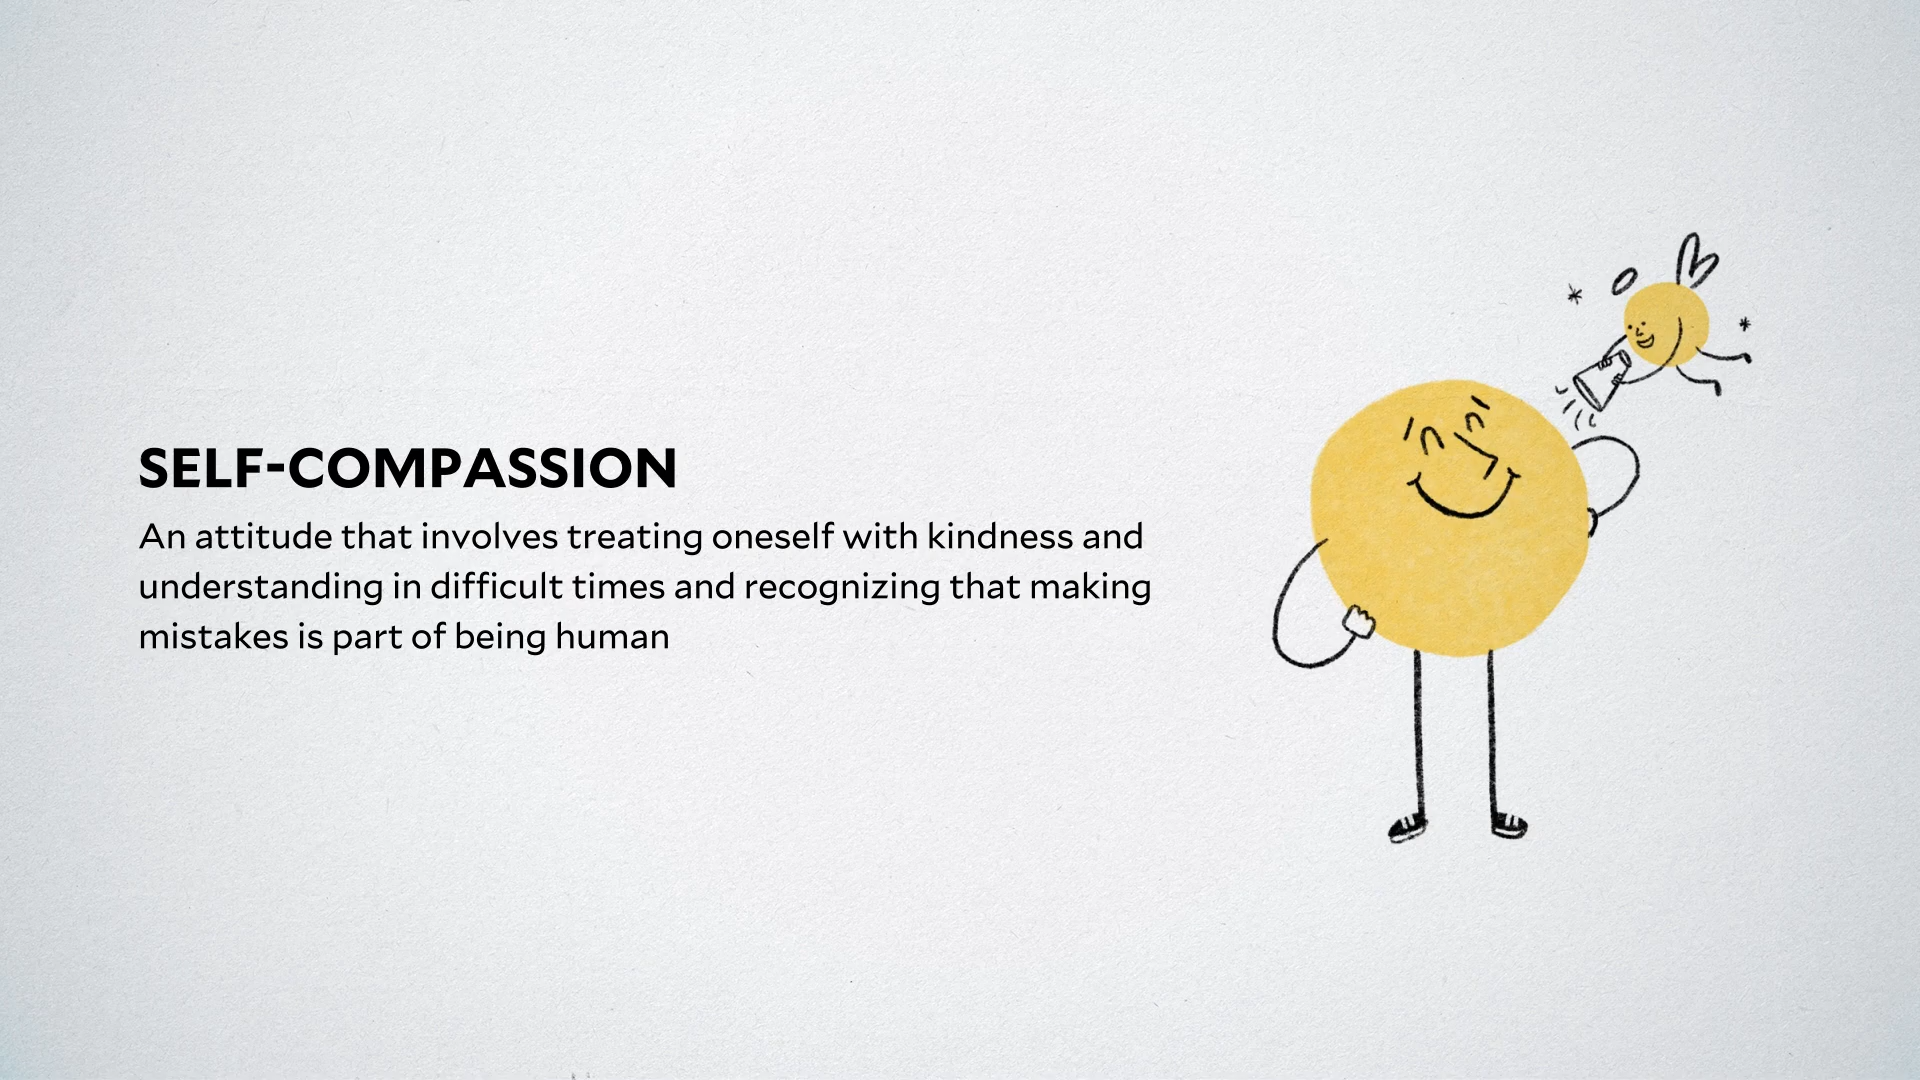 SELF-COMPASSION
An attitude that involves treating oneself with kindness and
understanding in difficult times and recognizing that making
mistakes is part of being human